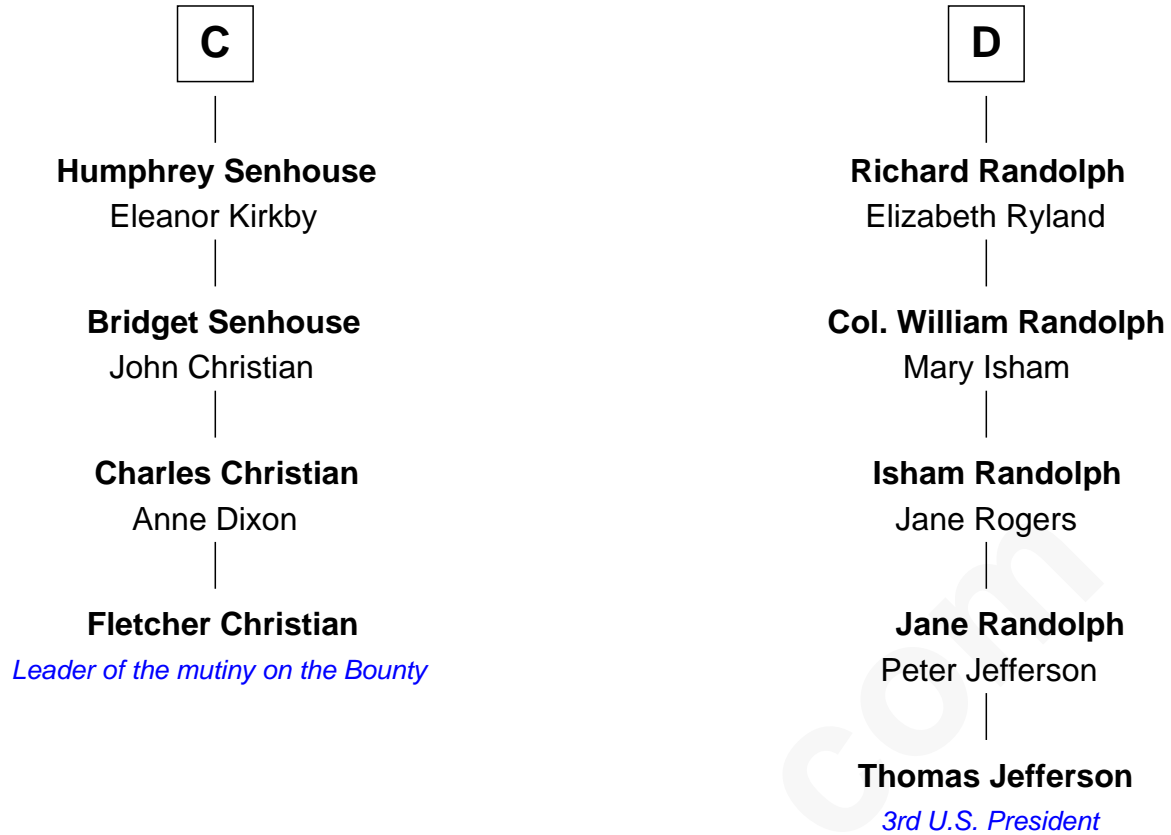 C
Humphrey Senhouse
Eleanor Kirkby
Bridget Senhouse
John Christian
Charles Christian
Anne Dixon
Fletcher Christian
Leader of the mutiny on the Bounty
D
Richard Randolph
Elizabeth Ryland
Col. William Randolph
Mary Isham
Isham Randolph
Jane Rogers
Jane Randolph
Peter Jefferson
Thomas Jefferson
3rd U.S. President
com